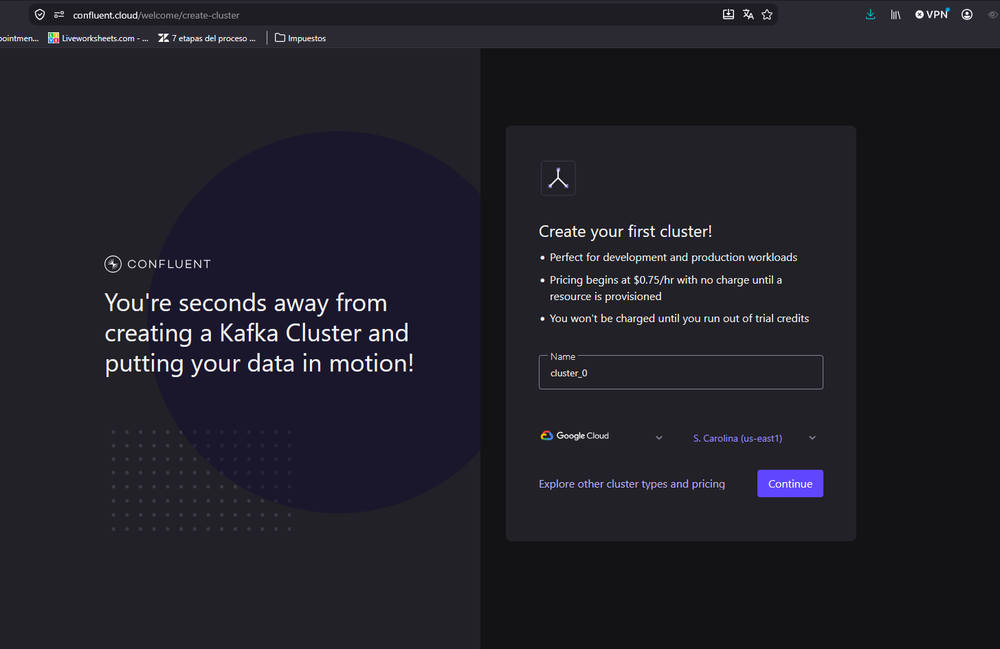 confluent.cloud/welcome/create-cluster
VPN
pointmen... Liveworksheets.com - ... 7 etapas del proceso ... Impuestos
CONFLUENT
You're seconds away from
creating a Kafka Cluster and
putting your data in motion!
Create your first cluster!
• Perfect for development and production workloads
• Pricing begins at $0.75/hr with no charge until a
resource is provisioned
• You won't be charged until you run out of trial credits
Name
cluster_0
Google Cloud
S. Carolina (us-east1)
Explore other cluster types and pricing
Continue